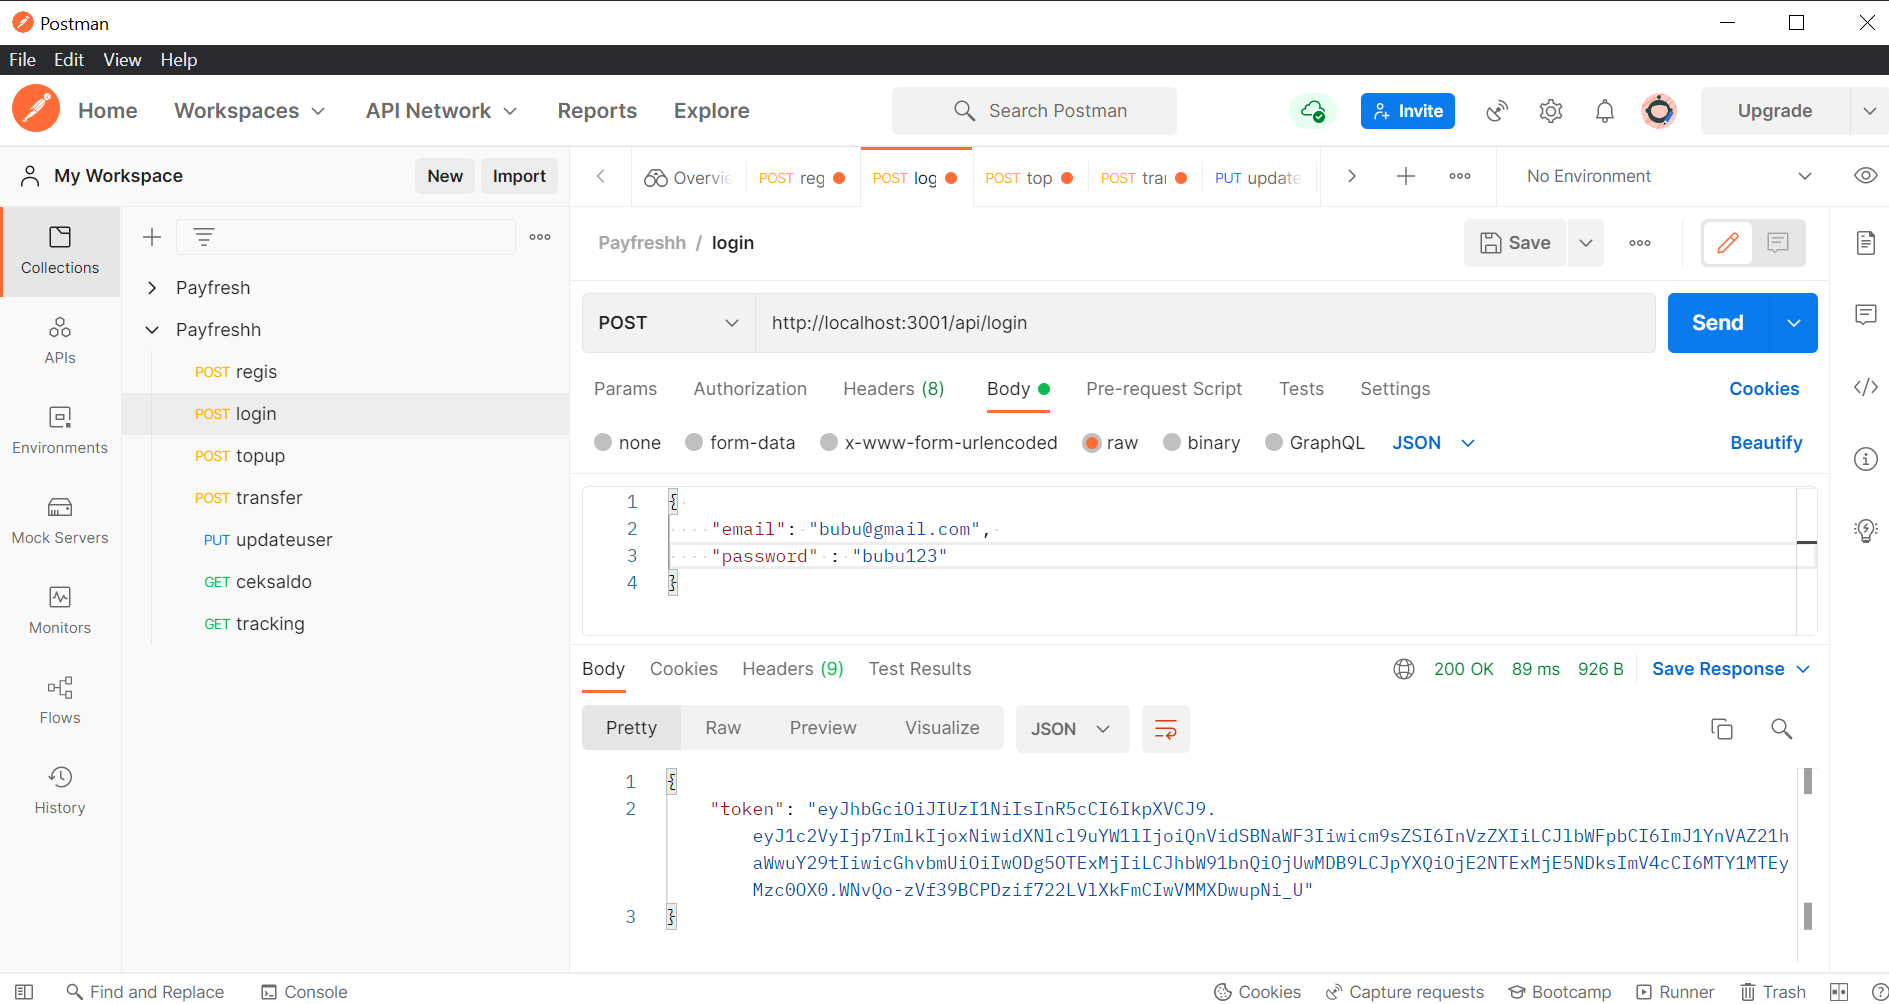 Postman
File Edit View Help
Home Workspaces API Network Reports Explore Search Postman Invite Upgrade
My Workspace New Import
Overvie POST reg POST log POST top POST tra PUT update No Environment
Collections
APIs
Environments
Mock Servers
Monitors
Flows
History
Payfresh
Payfreshh
POST regis
POST login
POST topup
POST transfer
PUT updateuser
GET ceksaldo
GET tracking
Payfreshh / login Save
POST http://localhost:3001/api/login Send
Params Authorization Headers (8) Body Pre-request Script Tests Settings Cookies
none form-data x-www-form-urlencoded raw binary GraphQL JSON Beautify
1 {
2 "email": "bubu@gmail.com",
3 "password" : "bubu123"
4 }
Body Cookies Headers (9) Test Results 200 OK 89 ms 926 B Save Response
Pretty Raw Preview Visualize JSON
1 {
2 "token": "eyJhbGciOiJIUzI1NiIsInR5cCI6IkpXVCJ9.
eyJ1c2VyIjp7ImlkIjoxNiwidXNlcl9uYW1lIjoiQnVidSBNaWF3Iiwicm9sZSI6InVzZXIiLCJlbWFpbCI6ImJ1YnVAZ21h
aWwuY29tIiwicGhvbmUiOiIwODg5OTExMjIiLCJhbW91bnQiOjUwMDB9LCJpYXQiOjE2NTExMjE5NDksImV4cCI6MTY1MTEy
Mzc0OX0.WNvQo-zVf39BCPDzif722LVlXkFmCIwVMMXDwupNi_U"
3 }
Find and Replace Console Cookies Capture requests Bootcamp Runner Trash